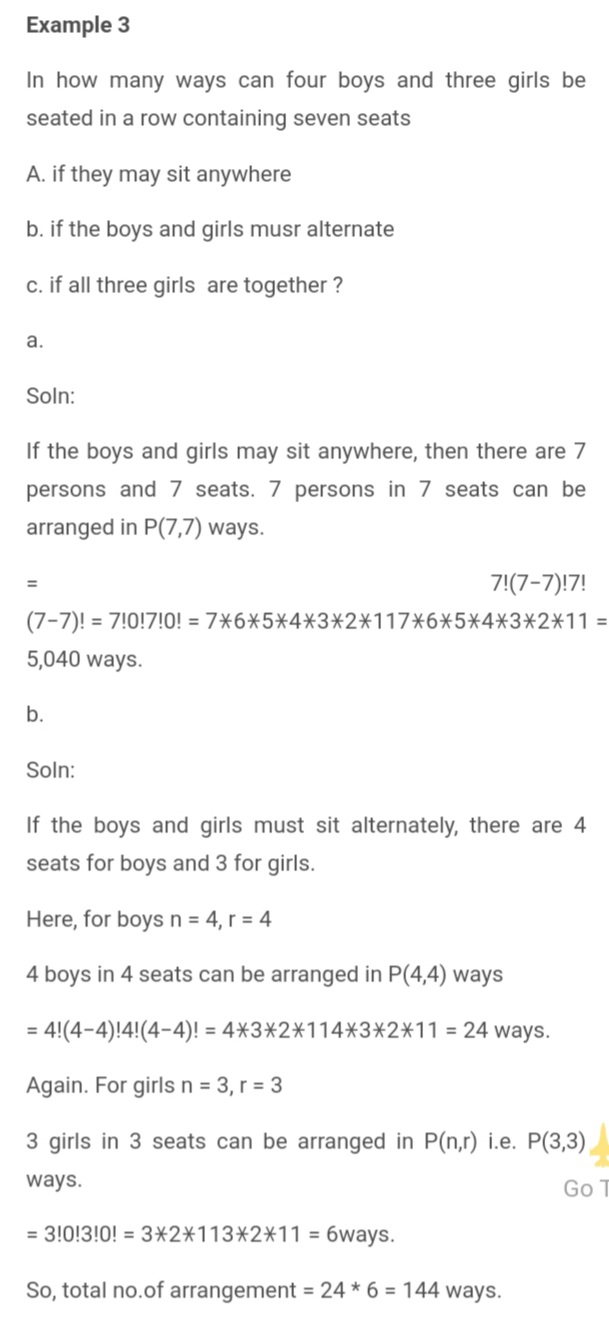 Example 3
In how many ways can four boys and three girls be
seated in a row containing seven seats
A. if they may sit anywhere
b. if the boys and girls musr alternate
c. if all three girls are together ?
a.
Soln:
If the boys and girls may sit anywhere, then there are 7
persons and 7 seats. 7 persons in 7 seats can be
arranged in P(7,7) ways.
= 7!(7−7)!7!
(7−7)! = 7!0!7!0! = 7∗6∗5∗4∗3∗2∗117∗6∗5∗4∗3∗2∗11 =
5,040 ways.
b.
Soln:
If the boys and girls must sit alternately, there are 4
seats for boys and 3 for girls.
Here, for boys n = 4, r = 4
4 boys in 4 seats can be arranged in P(4,4) ways
= 4!(4−4)!4!(4−4)! = 4∗3∗2∗114∗3∗2∗11 = 24 ways.
Again. For girls n = 3, r = 3
3 girls in 3 seats can be arranged in P(n,r) i.e. P(3,3)
ways.
Go T
= 3!0!3!0! = 3∗2∗113∗2∗11 = 6ways.
So, total no.of arrangement = 24 * 6 = 144 ways.